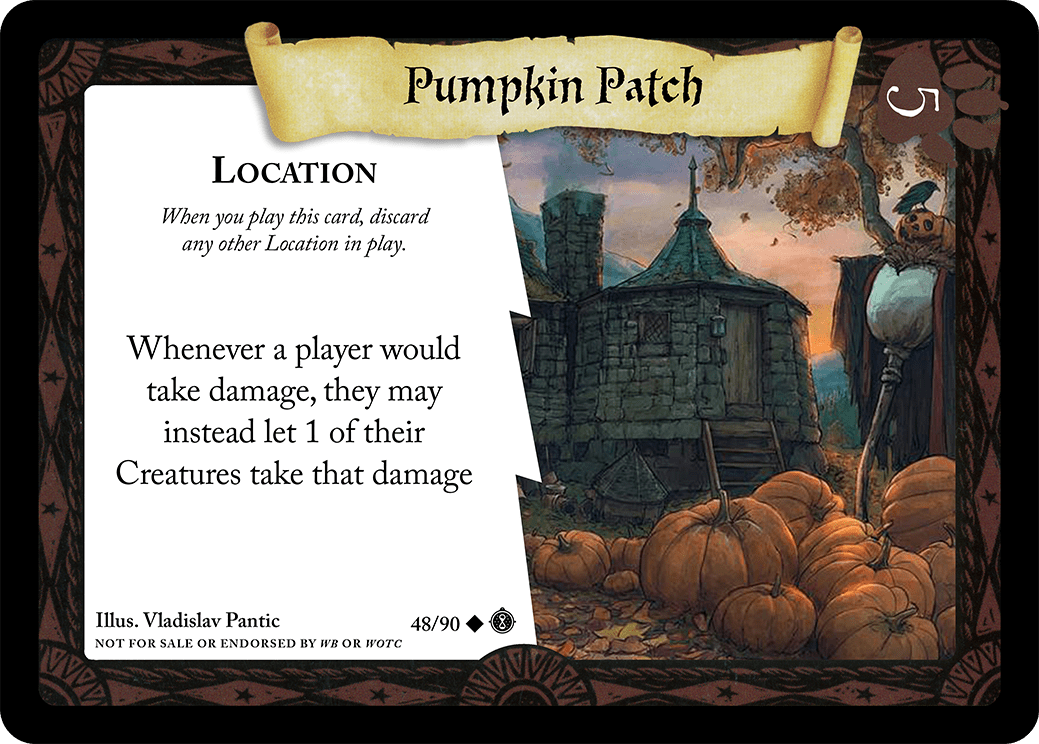 Pumpkin Patch
5
LOCATION
When you play this card, discard
any other Location in play.
Whenever a player would
take damage, they may
instead let 1 of their
Creatures take that damage
Illus. Vladislav Pantic
48/90
NOT FOR SALE OR ENDORSED BY WB OR WOTC